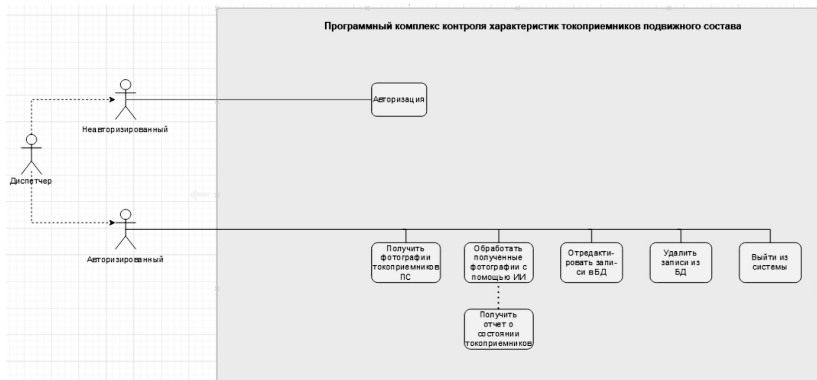 Программный комплекс контроля характеристик токоприемников подвижного состава
Авторизация
Неавторизированный
Диспетчер
Авторизированный
Получить
фотографии
токоприемников
ПС
Обработать
полученные
фотографии с
помощью ИИ
Отредакти-
ровать запи-
си в БД
Удалить
записи из
БД
Выйти из
системы
Получить
отчет о
состоянии
токоприемников